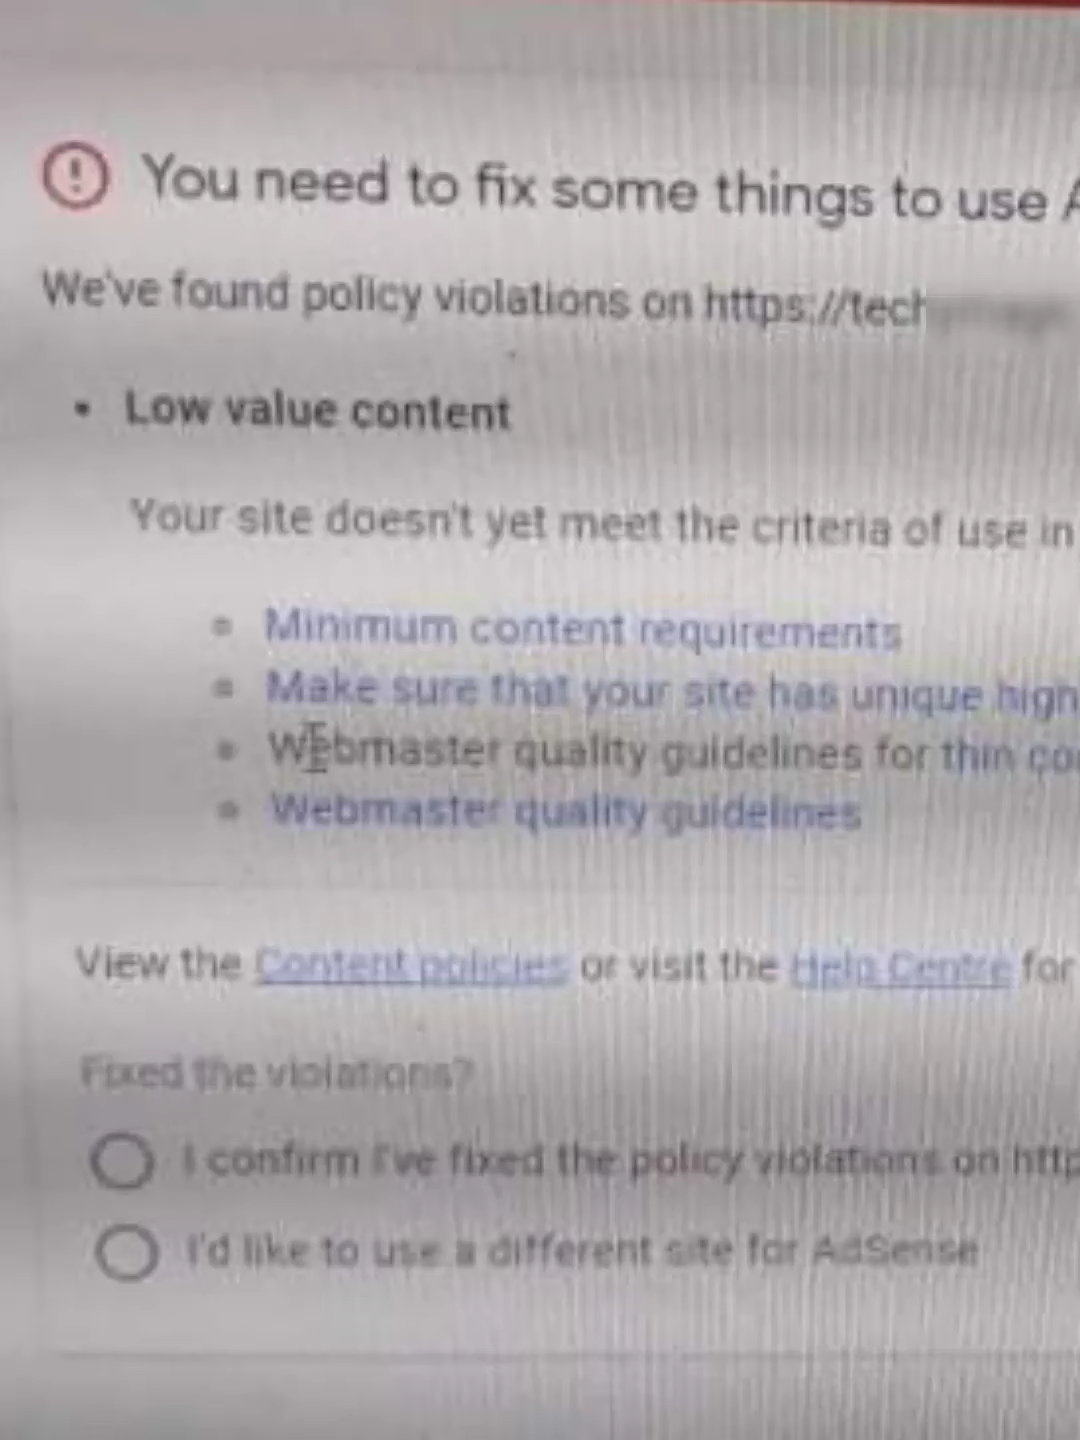 You need to fix some things to use A
We've found policy violations on https://tech
• Low value content
Your site doesn't yet meet the criteria of use in
Minimum content requirements
Make sure that your site has unique high
Webmaster quality guidelines for thin co
Webmaster quality guidelines
View the Content policies or visit the Help Centre for
Fixed the violations?
I confirm I've fixed the policy violations on http
I'd like to use a different site for AdSense